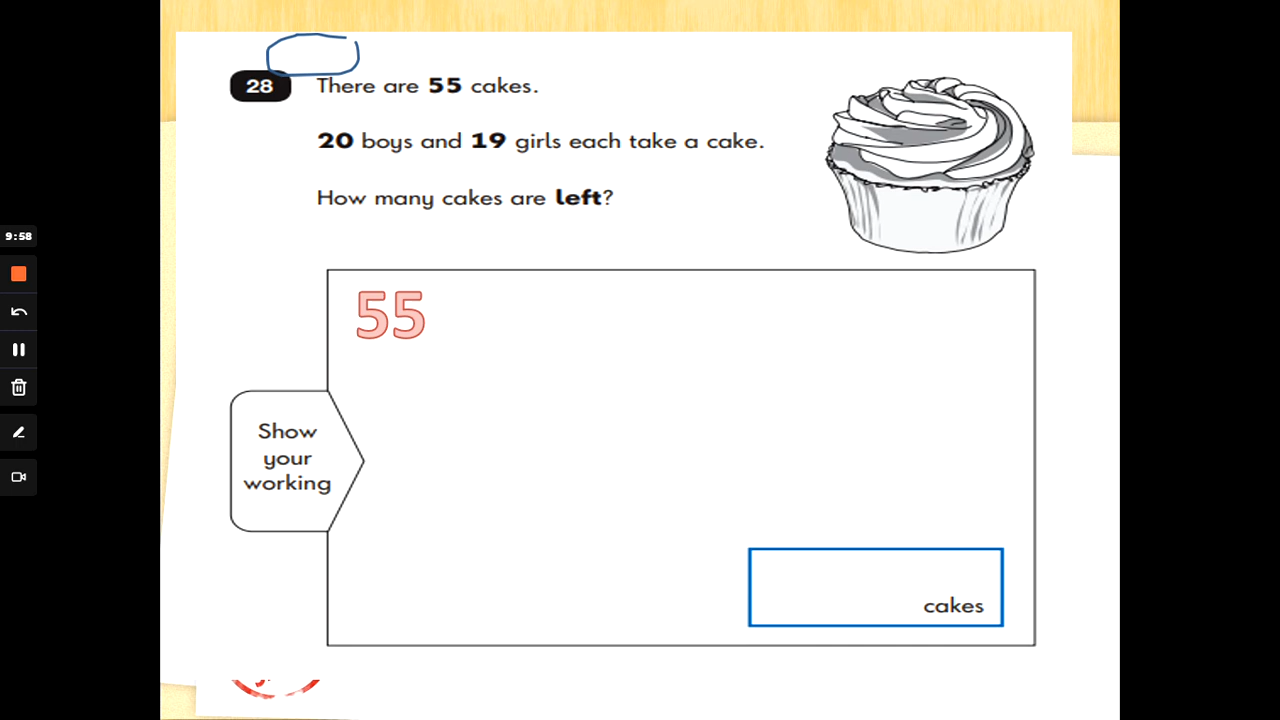 28 There are 55 cakes.
20 boys and 19 girls each take a cake.
How many cakes are left?
9:58
55
Show
your
working
cakes